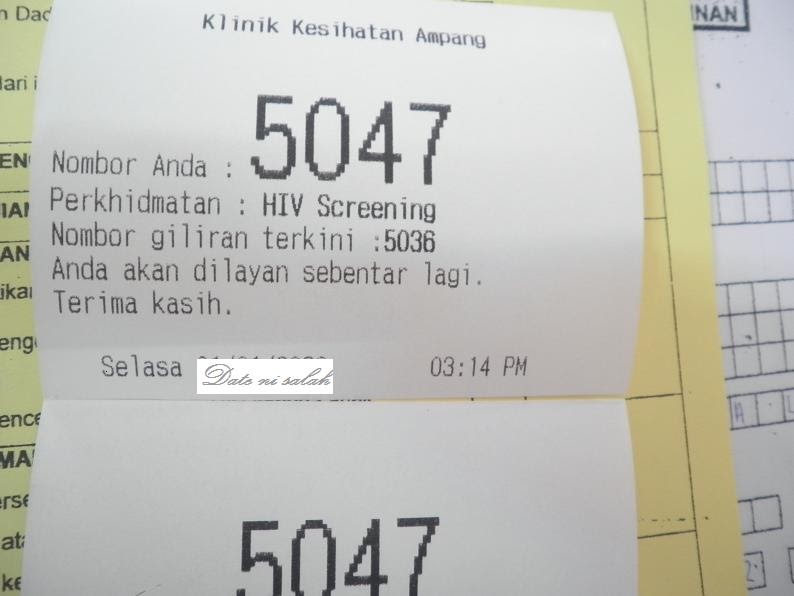 Klinik Kesihatan Ampang
Nombor Anda : 5047
Perkhidmatan : HIV Screening
Nombor giliran terkini :5036
Anda akan dilayan sebentar lagi.
Terima kasih.
Selasa Date ni salah 03:14 PM
5047